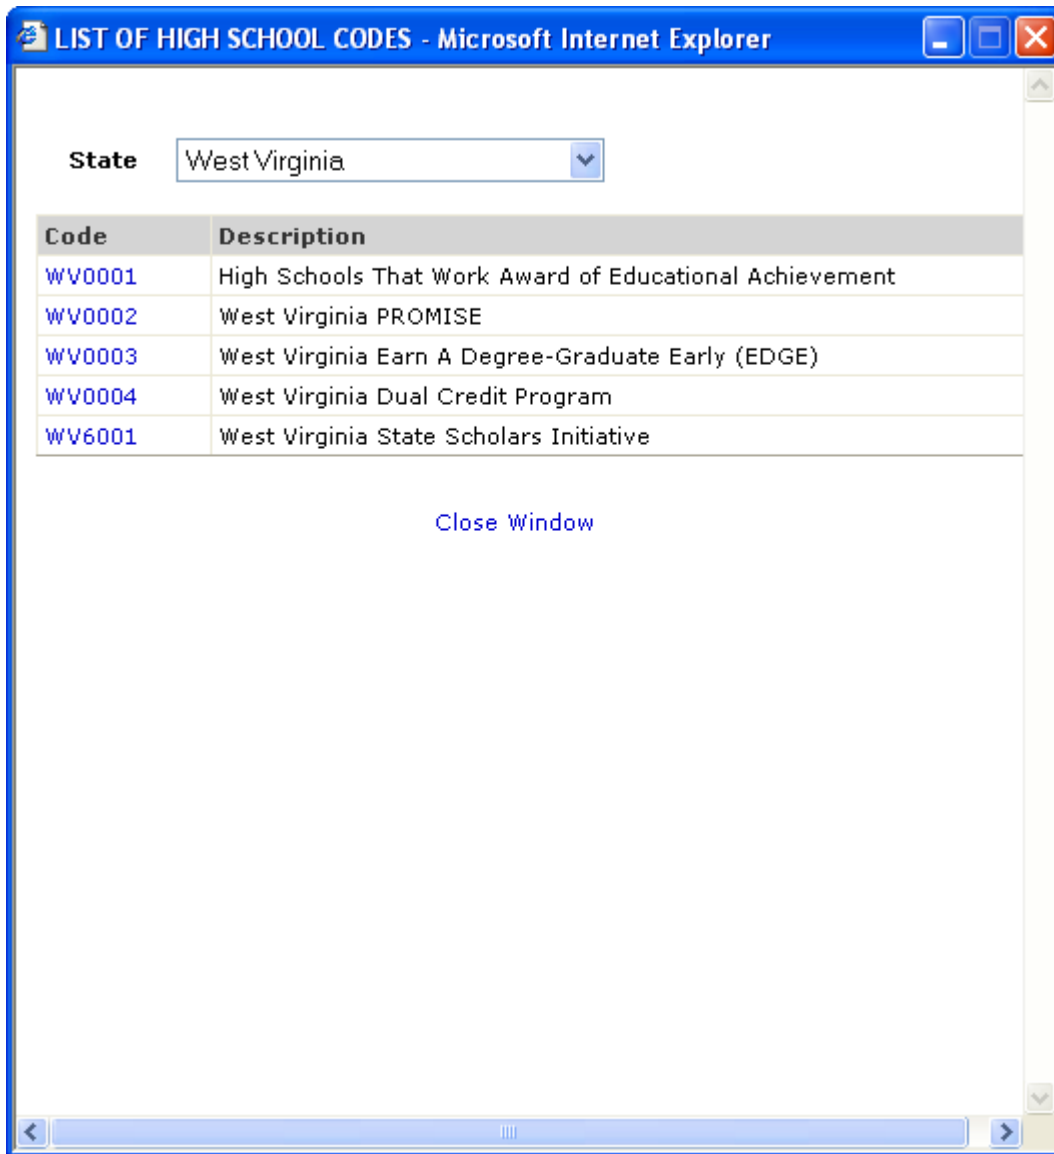 LIST OF HIGH SCHOOL CODES - Microsoft Internet Explorer
State West Virginia
Code Description
WV0001 High Schools That Work Award of Educational Achievement
WV0002 West Virginia PROMISE
WV0003 West Virginia Earn A Degree-Graduate Early (EDGE)
WV0004 West Virginia Dual Credit Program
WV6001 West Virginia State Scholars Initiative
Close Window